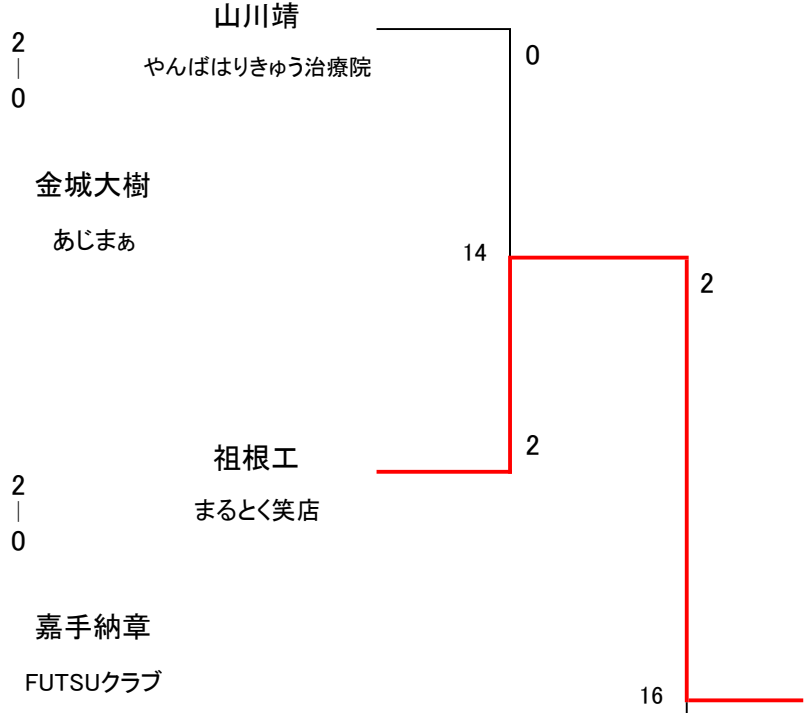 山川靖
2
|
0
やんばはりきゅう治療院
0
金城大樹
あじまぁ
14
2
祖根工
2
2
|
0
まるとく笑店
嘉手納章
FUTSUクラブ
16